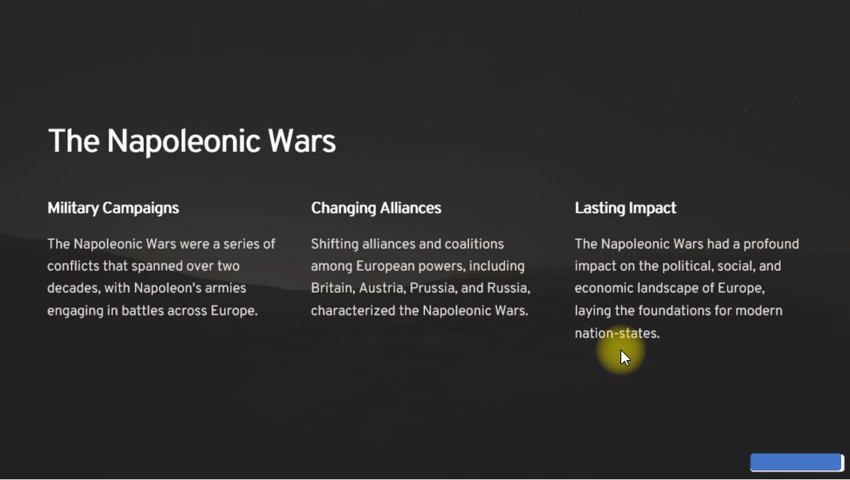 The Napoleonic Wars
Military Campaigns
The Napoleonic Wars were a series of
conflicts that spanned over two
decades, with Napoleon's armies
engaging in battles across Europe.
Changing Alliances
Shifting alliances and coalitions
among European powers, including
Britain, Austria, Prussia, and Russia,
characterized the Napoleonic Wars.
Lasting Impact
The Napoleonic Wars had a profound
impact on the political, social, and
economic landscape of Europe,
laying the foundations for modern
nation-states.